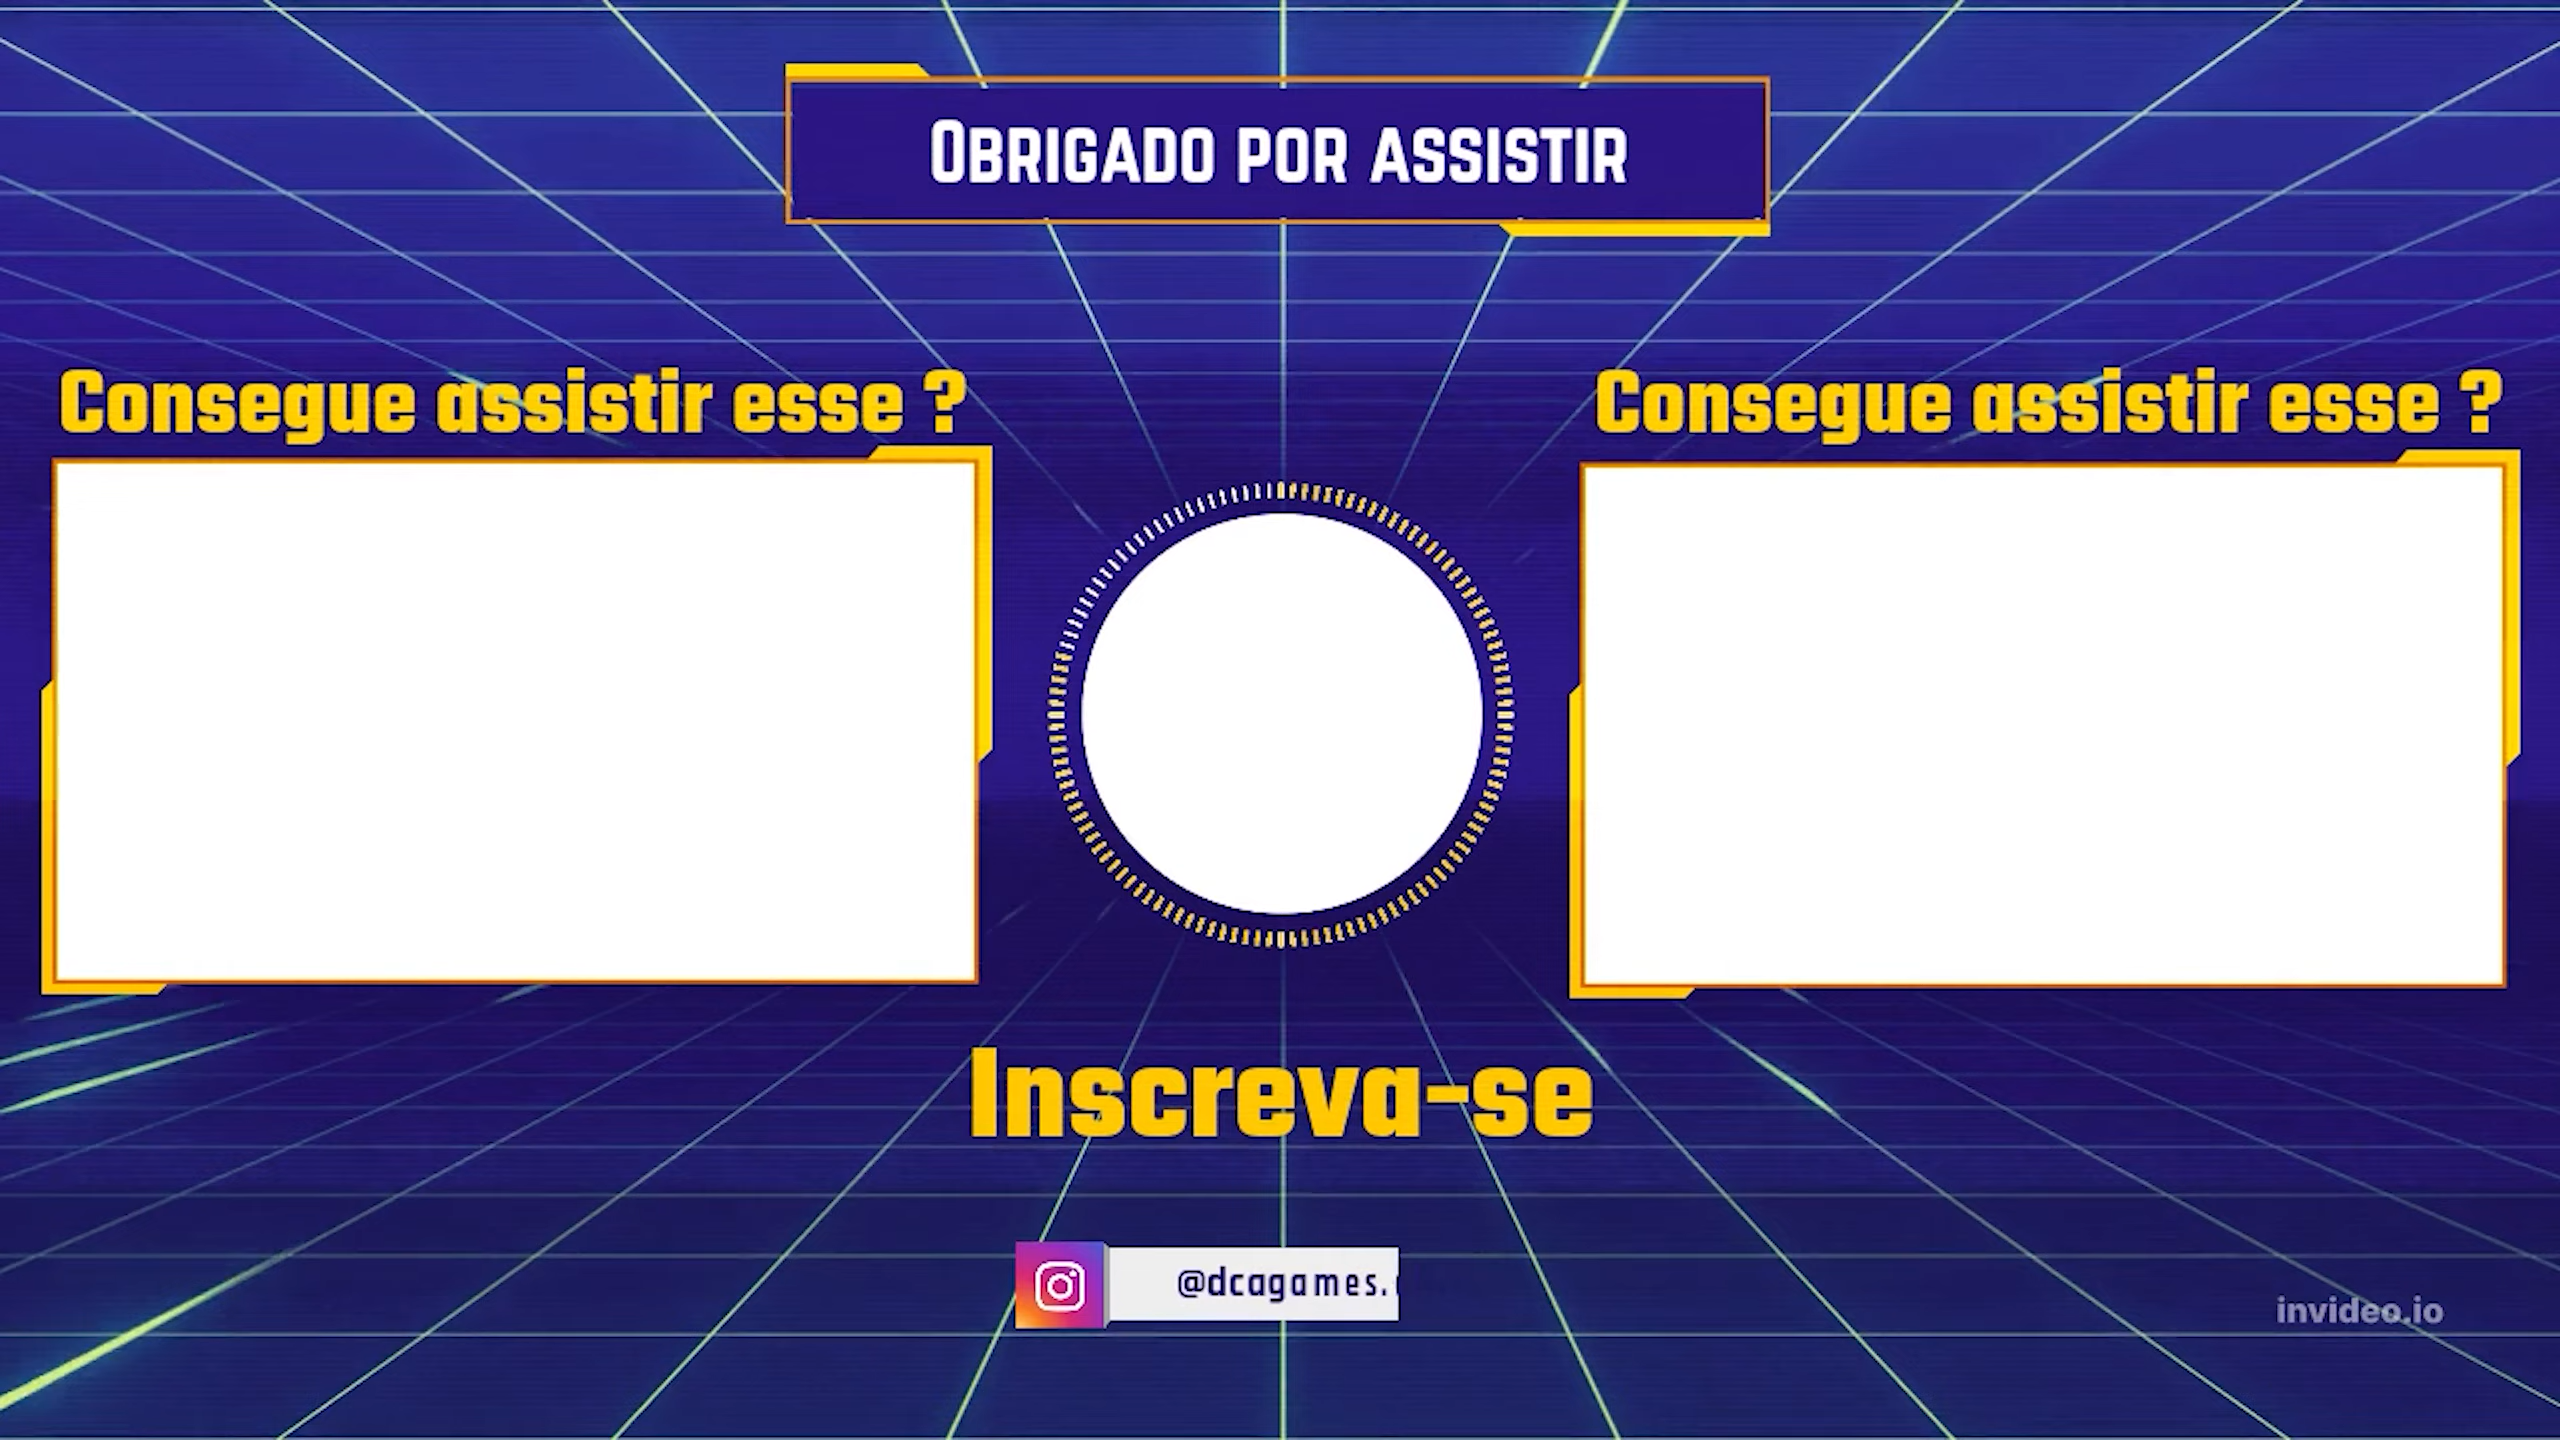 OBRIGADO POR ASSISTIR
Consegue assistir esse ?
Consegue assistir esse ?
Inscreva-se
@dcagames.
invideo.io